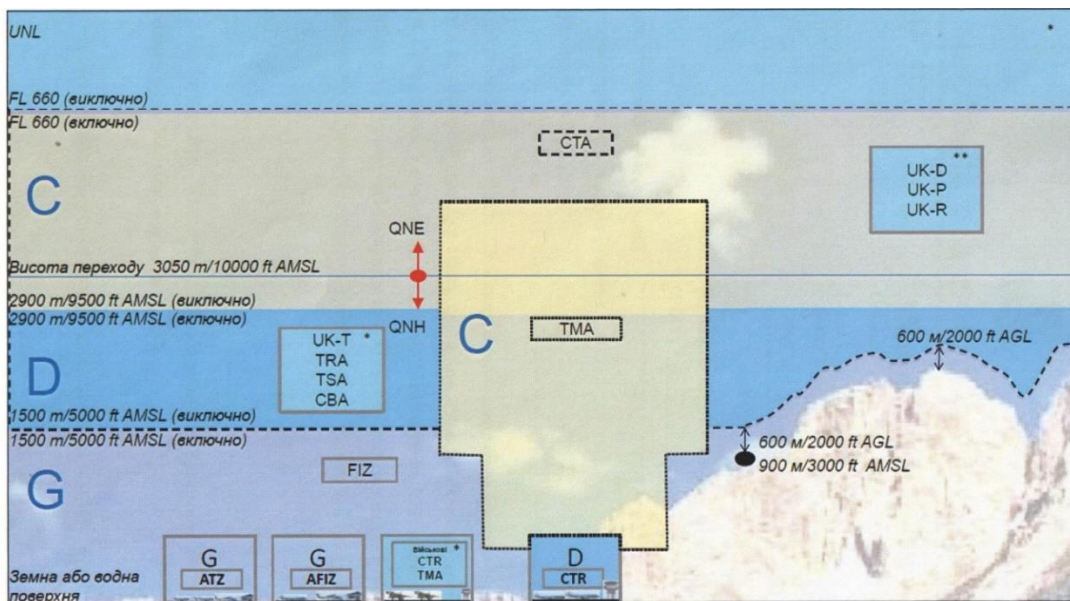 UNL
*
FL 660 (виключно)
FL 660 (включно)
CTA
C
**
UK-D
UK-P
UK-R
QNE
Висота переходу 3050 m/10000 ft AMSL
2900 m/9500 ft AMSL (виключно)
2900 m/9500 ft AMSL (включно)
QNH
C
TMA
UK-T *
TRA
TSA
CBA
600 м/2000 ft AGL
D
1500 m/5000 ft AMSL (виключно)
1500 m/5000 ft AMSL (включно)
600 м/2000 ft AGL
900 м/3000 ft AMSL
FIZ
G
G
ATZ
G
AFIZ
Військові *
CTR
TMA
D
CTR
Земна або водна
поверхня